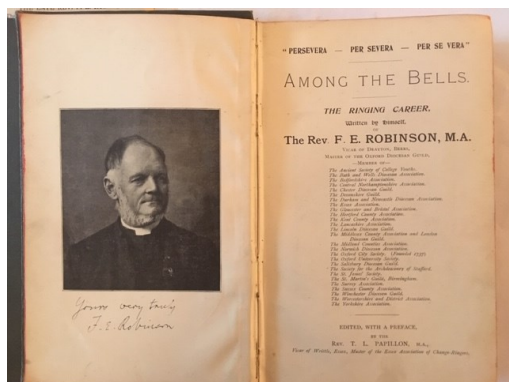 Yours very truly
F. E. Robinson
"PERSEVERA — PER SEVERA — PER SE VERA"
AMONG THE BELLS.
THE RINGING CAREER,
Written by himself,
OF
The Rev. F. E. ROBINSON, M.A.
VICAR OF DRAYTON, BERKS,
MASTER OF THE OXFORD DIOCESAN GUILD,
—MEMBER OF—
The Ancient Society of College Youths.
The Bath and Wells Diocesan Association.
The Bedfordshire Association.
The Central Northamptonshire Association.
The Chester Diocesan Guild.
The Devonshire Guild.
The Durham and Newcastle Diocesan Association.
The Essex Association.
The Gloucester and Bristol Association.
The Hertford County Association.
The Kent County Association.
The Lancashire Association.
The Lincoln Diocesan Guild.
The Middlesex County Association and London
Diocesan Guild.
The Midland Counties Association.
The Norwich Diocesan Association.
The Oxford City Society. (Founded 1734)
The Oxford University Society.
The Salisbury Diocesan Guild.
The Society for the Archdeaconry of Stafford.
The St. James' Society.
The St. Martin's Guild, Birmingham.
The Surrey Association.
The Sussex County Association.
The Winchester Diocesan Guild.
The Worcestershire and Districts Association.
The Yorkshire Association.
EDITED, WITH A PREFACE,
BY THE
REV. T. L. PAPILLON, M.A.,
Vicar of Writtle, Essex, Master of the Essex Association of Change-Ringers.